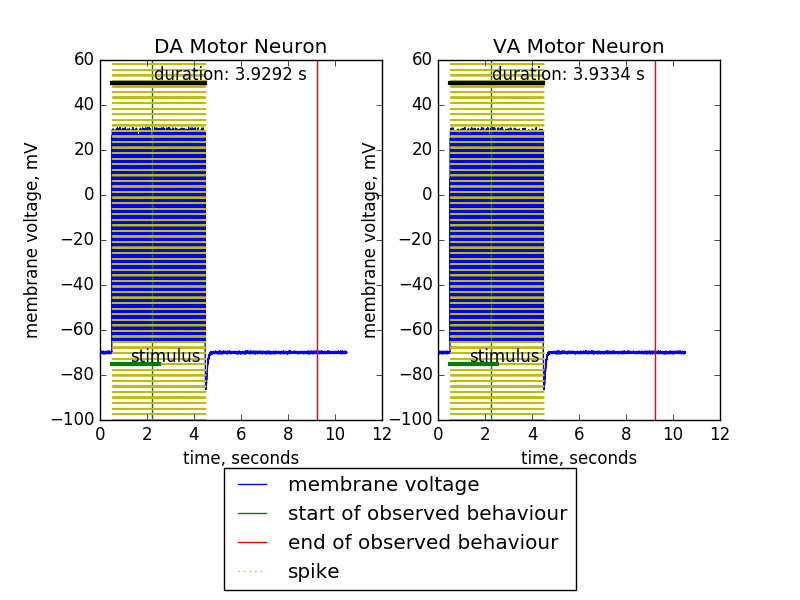 DA Motor Neuron
duration: 3.9292 s
membrane voltage, mV
60
40
20
0
−20
−40
−60
−80
−100
stimulus
0 2 4 6 8 10 12
time, seconds
VA Motor Neuron
duration: 3.9334 s
membrane voltage, mV
60
40
20
0
−20
−40
−60
−80
−100
stimulus
0 2 4 6 8 10 12
time, seconds
membrane voltage
start of observed behaviour
end of observed behaviour
spike